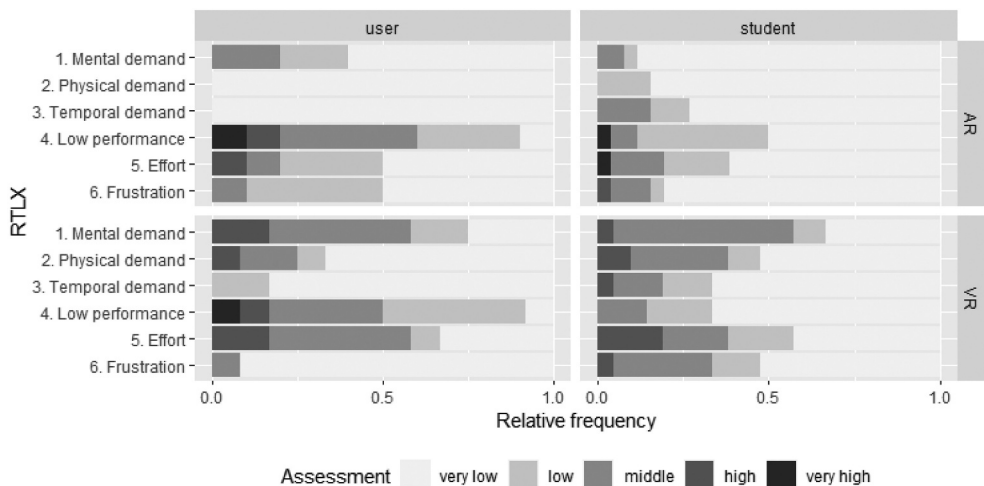 user
student
1. Mental demand
2. Physical demand
3. Temporal demand
4. Low performance
5. Effort
6. Frustration
AR
RTLX
1. Mental demand
2. Physical demand
3. Temporal demand
4. Low performance
5. Effort
6. Frustration
VR
0.0 0.5 1.0 0.0 0.5 1.0
Relative frequency
Assessment very low low middle high very high